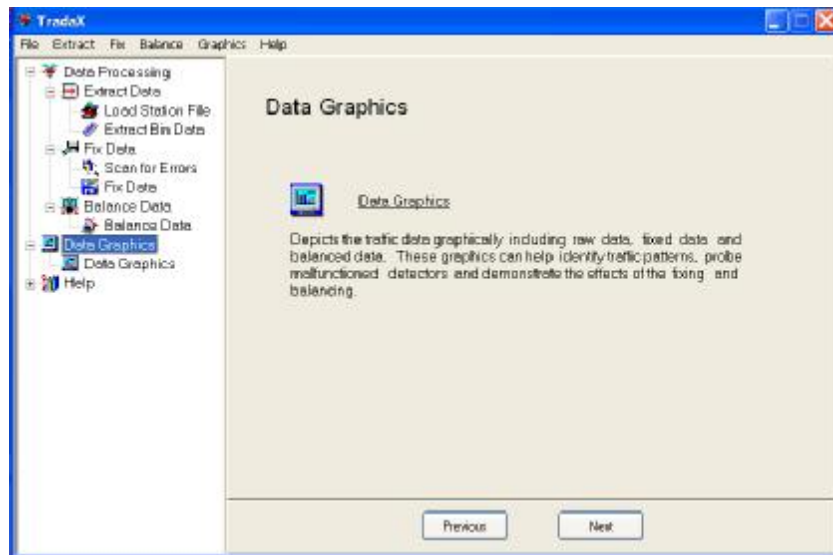 TradaX
File Extract Fix Balance Graphics Help
Data Processing
Extract Data
Load Station File
Extract Bin Data
Fix Data
Scan for Errors
Fix Data
Balance Data
Balance Data
Data Graphics
Data Graphics
Help
Data Graphics
Data Graphics
Depicts the traffic data graphically including raw data, fixed data and
balanced data. These graphics can help identify traffic patterns, probe
malfunctioned detectors and demonstrate the effects of the fixing and
balancing.
Previous Next